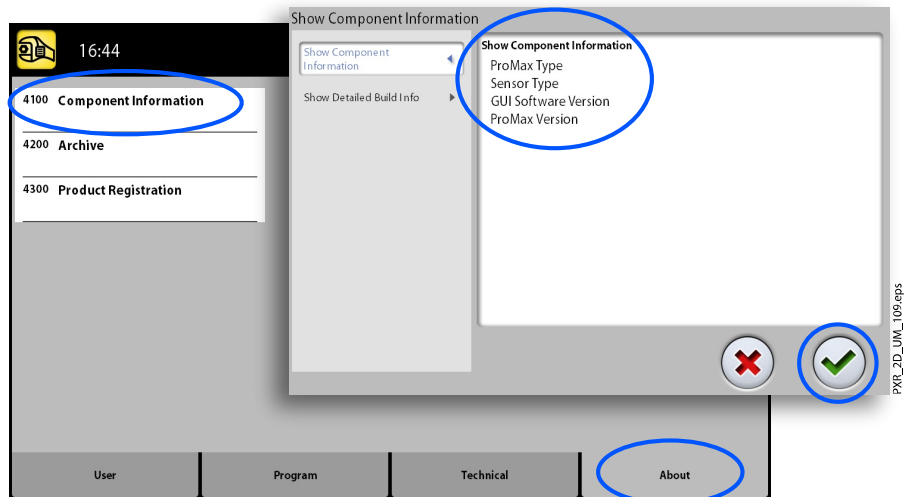 16:44
4100 Component Information
4200 Archive
4300 Product Registration
Show Component Information
Show Component
Information
Show Detailed Build Info
Show Component Information
ProMax Type
Sensor Type
GUI Software Version
ProMax Version
User
Program
Technical
About
PXR_2D_UM_109.eps